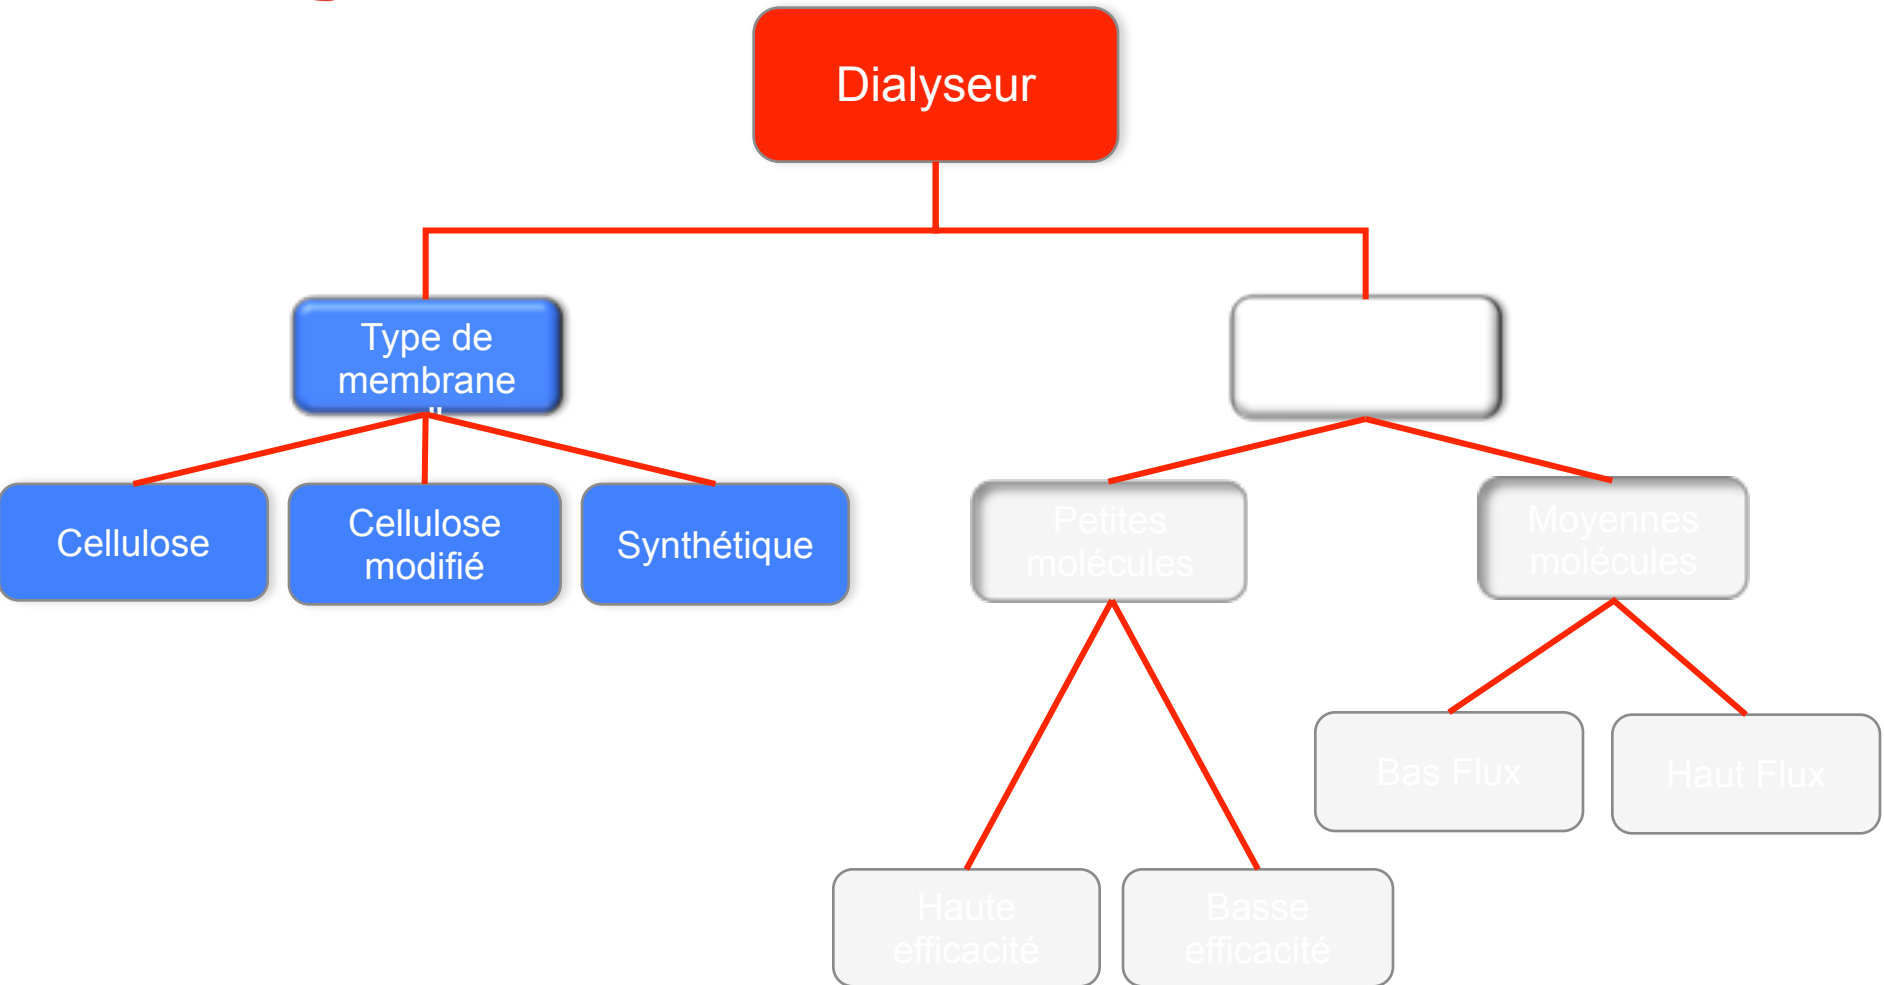 Dialyseur
Type de
membrane
Cellulose
Cellulose
modifié
Synthétique
Petites
molécules
Moyennes
molécules
Bas Flux
Haut Flux
Haute
efficacité
Basse
efficacité